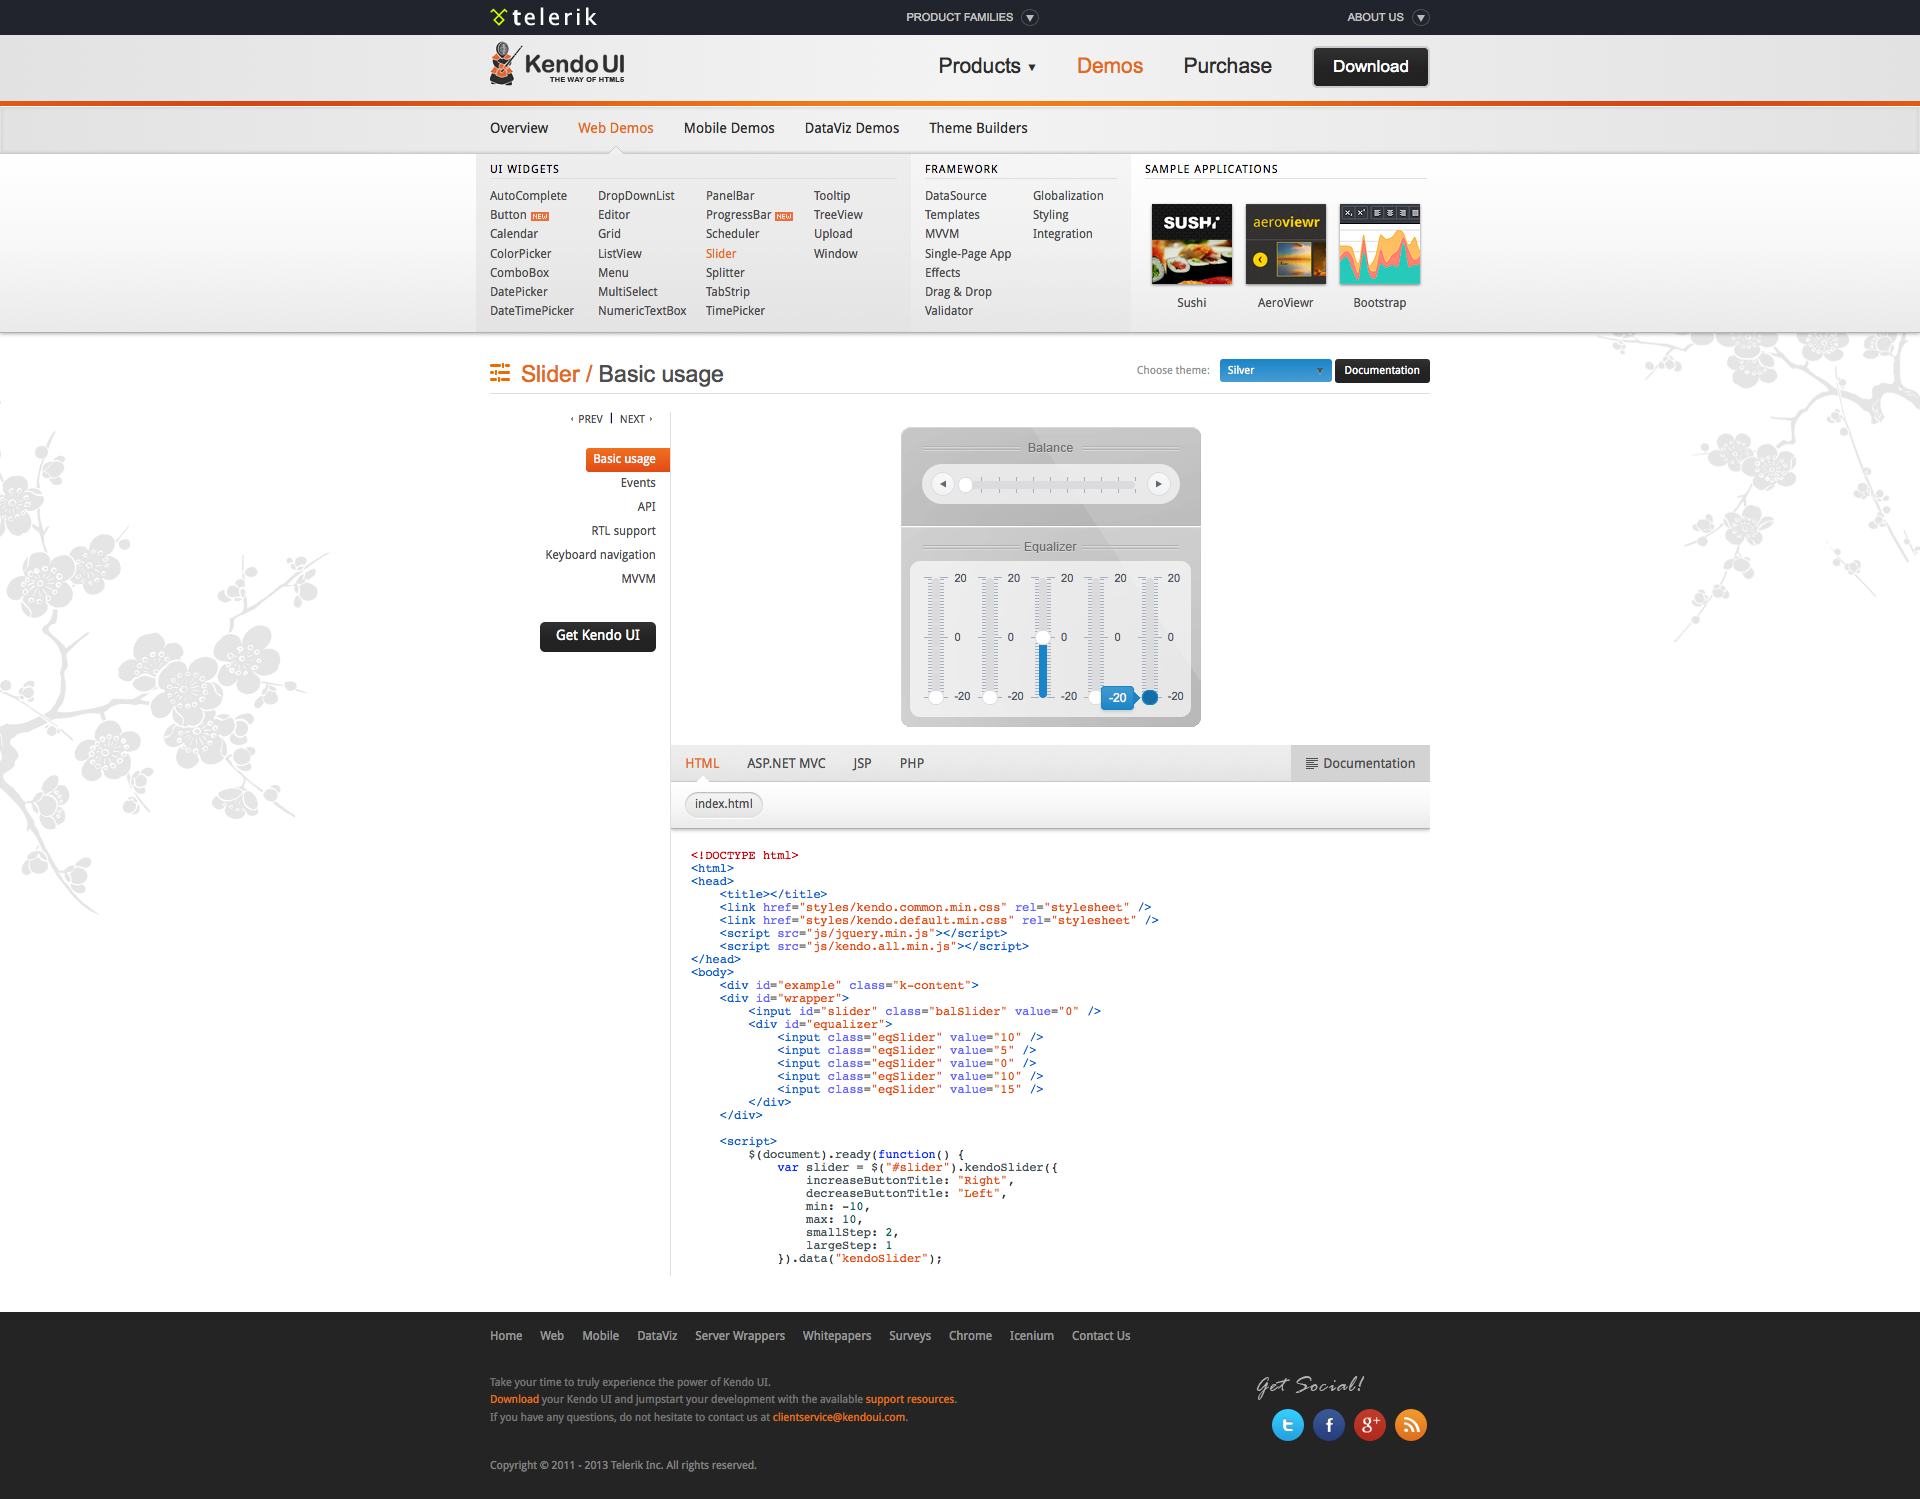 telerik
PRODUCT FAMILIES
ABOUT US
Kendo UI
THE WAY OF HTML5
Products
Demos
Purchase
Download
Overview
Web Demos
Mobile Demos
DataViz Demos
Theme Builders
UI WIDGETS
AutoComplete
Button NEW
Calendar
ColorPicker
ComboBox
DatePicker
DateTimePicker
DropDownList
Editor
Grid
ListView
Menu
MultiSelect
NumericTextBox
PanelBar
ProgressBar NEW
Scheduler
Slider
Splitter
TabStrip
TimePicker
Tooltip
TreeView
Upload
Window
FRAMEWORK
DataSource
Templates
MVVM
Single-Page App
Effects
Drag & Drop
Validator
Globalization
Styling
Integration
SAMPLE APPLICATIONS
SUSHI
Sushi
aeroviewr
AeroViewr
Bootstrap
Slider / Basic usage
Choose theme:
Silver
Documentation
‹ PREV | NEXT ›
Basic usage
Events
API
RTL support
Keyboard navigation
MVVM
Get Kendo UI
Balance
Equalizer
20 20 20 20 20
0 0 0 0 0
-20 -20 -20 -20 -20
HTML
ASP.NET MVC
JSP
PHP
Documentation
index.html
<!DOCTYPE html>
<html>
<head>
    <title></title>
    <link href="styles/kendo.common.min.css" rel="stylesheet" />
    <link href="styles/kendo.default.min.css" rel="stylesheet" />
    <script src="js/jquery.min.js"></script>
    <script src="js/kendo.all.min.js"></script>
</head>
<body>
    <div id="example" class="k-content">
    <div id="wrapper">
        <input id="slider" class="balSlider" value="0" />
        <div id="equalizer">
            <input class="eqSlider" value="10" />
            <input class="eqSlider" value="5" />
            <input class="eqSlider" value="0" />
            <input class="eqSlider" value="10" />
            <input class="eqSlider" value="15" />
        </div>
    </div>
    <script>
        $(document).ready(function() {
            var slider = $("#slider").kendoSlider({
                increaseButtonTitle: "Right",
                decreaseButtonTitle: "Left",
                min: -10,
                max: 10,
                smallStep: 2,
                largeStep: 1
            }).data("kendoSlider");
Home
Web
Mobile
DataViz
Server Wrappers
Whitepapers
Surveys
Chrome
Icenium
Contact Us
Take your time to truly experience the power of Kendo UI.
Download your Kendo UI and jumpstart your development with the available support resources.
If you have any questions, do not hesitate to contact us at clientservice@kendoui.com.
Get Social!
Copyright © 2011 - 2013 Telerik Inc. All rights reserved.